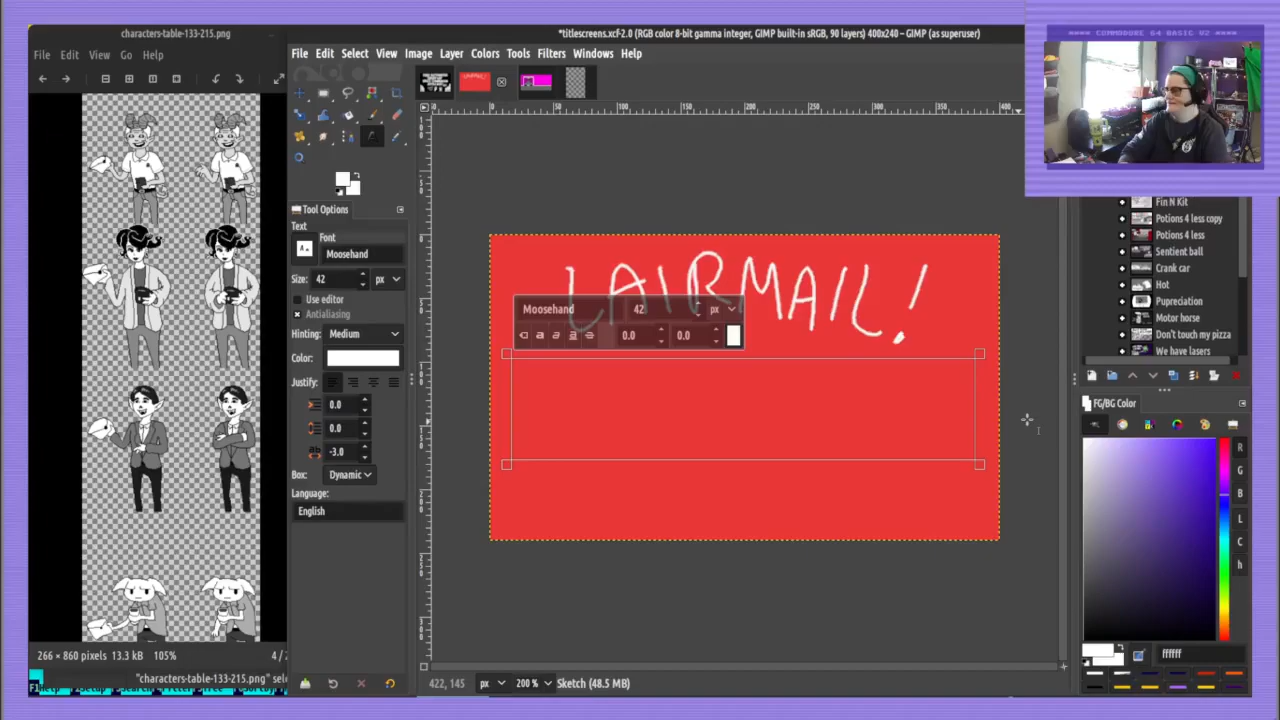 characters-table-133-215.png
File Edit View Go Help
266 × 860 pixels 13.3 kB 105%
"characters-table-133-215.png" sel
*titlescreens.xcf-2.0 (RGB color 8-bit gamma integer, GIMP built-in sRGB, 90 layers) 400x240 – GIMP (as superuser)
File Edit Select View Image Layer Colors Tools Filters Windows Help
Tool Options
Text
Font
Aa Moosehand
Size: 42 px
Use editor
Antialiasing
Hinting: Medium
Color:
Justify:
0.0
0.0
-3.0
Box: Dynamic
Language:
English
LAIRMAIL!
Moosehand 42 px
0.0 0.0
422, 145 px 200 % Sketch (48.5 MB)
**** COMMODORE 64 BASIC V2 ****
Fin N Kit
Potions 4 less copy
Potions 4 less
Sentient ball
Crank car
Hot
Pupreciation
Motor horse
Don't touch my pizza
We have lasers
FG/BG Color
R
G
B
L
C
h
ffffff